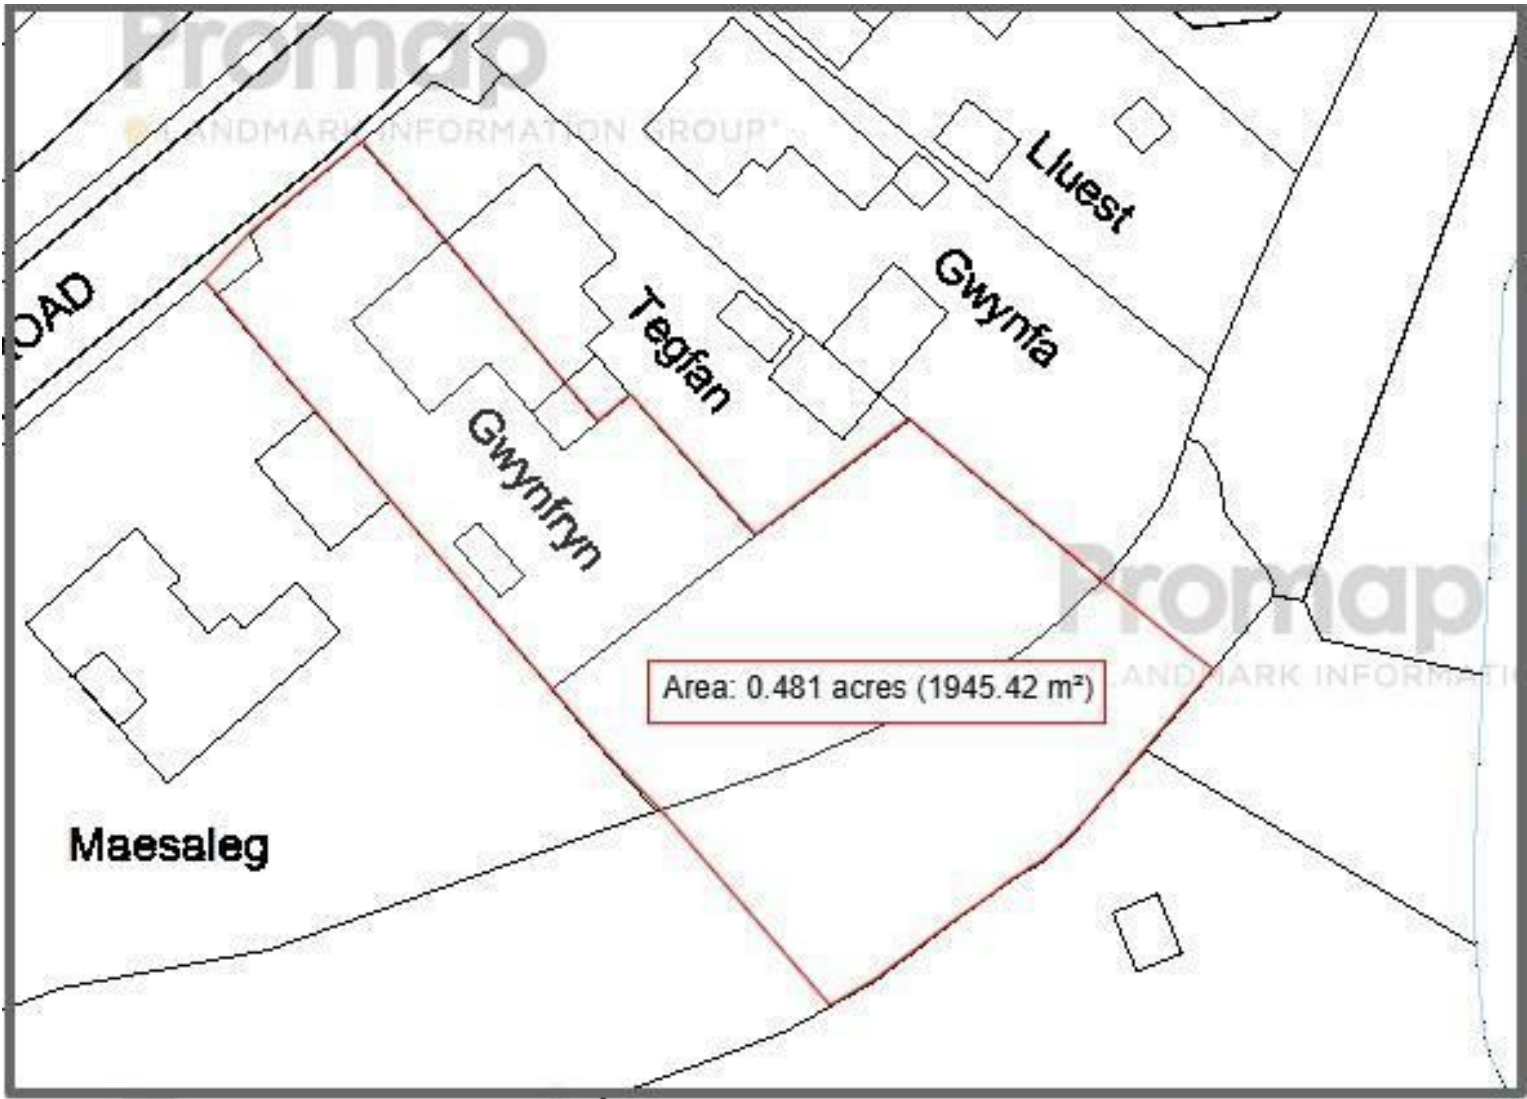 Promap
LANDMARK INFORMATION GROUP
Lluest
Gwynfa
Tegfan
OAD
Gwynfryn
Promap
LANDMARK INFORMATI
Area: 0.481 acres (1945.42 m²)
Maesaleg